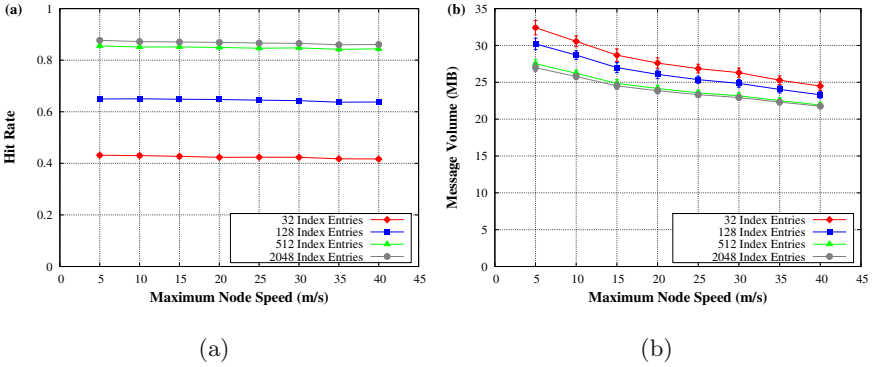 (a)
1
0.8
0.6
0.4
0.2
0
Hit Rate
32 Index Entries
128 Index Entries
512 Index Entries
2048 Index Entries
0 5 10 15 20 25 30 35 40 45
Maximum Node Speed (m/s)
(a)
(b)
35
30
25
20
15
10
5
0
Message Volume (MB)
32 Index Entries
128 Index Entries
512 Index Entries
2048 Index Entries
0 5 10 15 20 25 30 35 40 45
Maximum Node Speed (m/s)
(b)